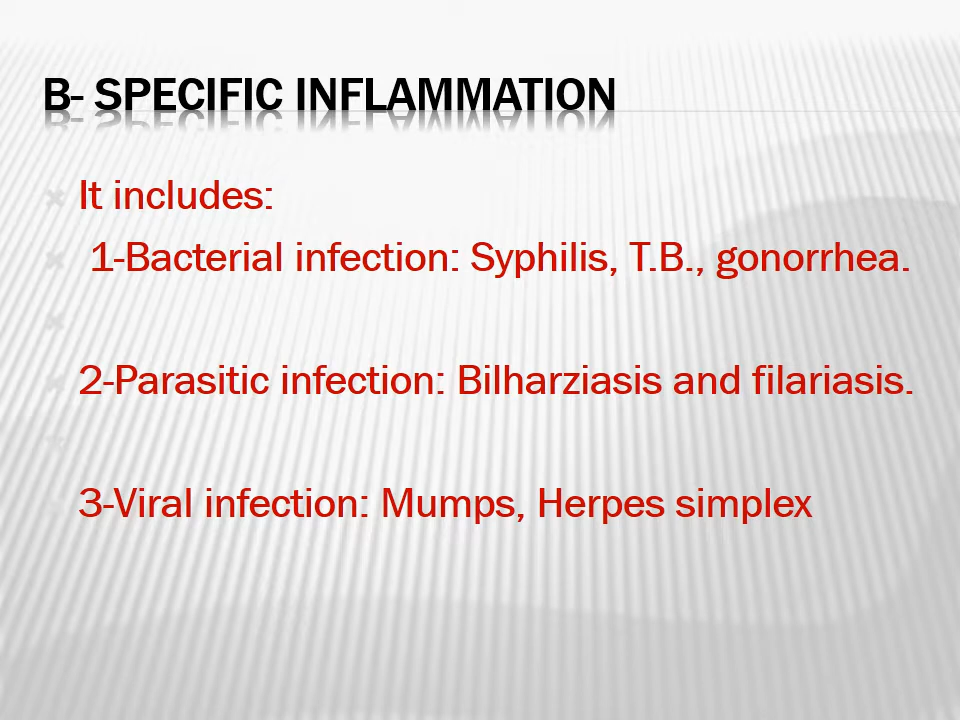 B- SPECIFIC INFLAMMATION
It includes:
1-Bacterial infection: Syphilis, T.B., gonorrhea.
2-Parasitic infection: Bilharziasis and filariasis.
3-Viral infection: Mumps, Herpes simplex